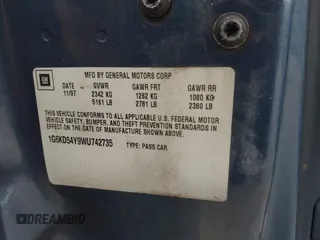 GM
MFD BY GENERAL MOTORS CORP
DATE GVWR GAWR FRT GAWR RR
11/97 2342 KG 1262 KG 1080 KG
5161 LB 2781 LB 2380 LB
THIS VEHICLE CONFORMS TO ALL APPLICABLE U.S. FEDERAL MOTOR
VEHICLE SAFETY, BUMPER, AND THEFT PREVENTION STANDARDS IN
EFFECT ON THE DATE OF MANUFACTURE SHOWN ABOVE.
1G6KD54Y9WU742735 TYPE: PASS CAR
DREAMBID